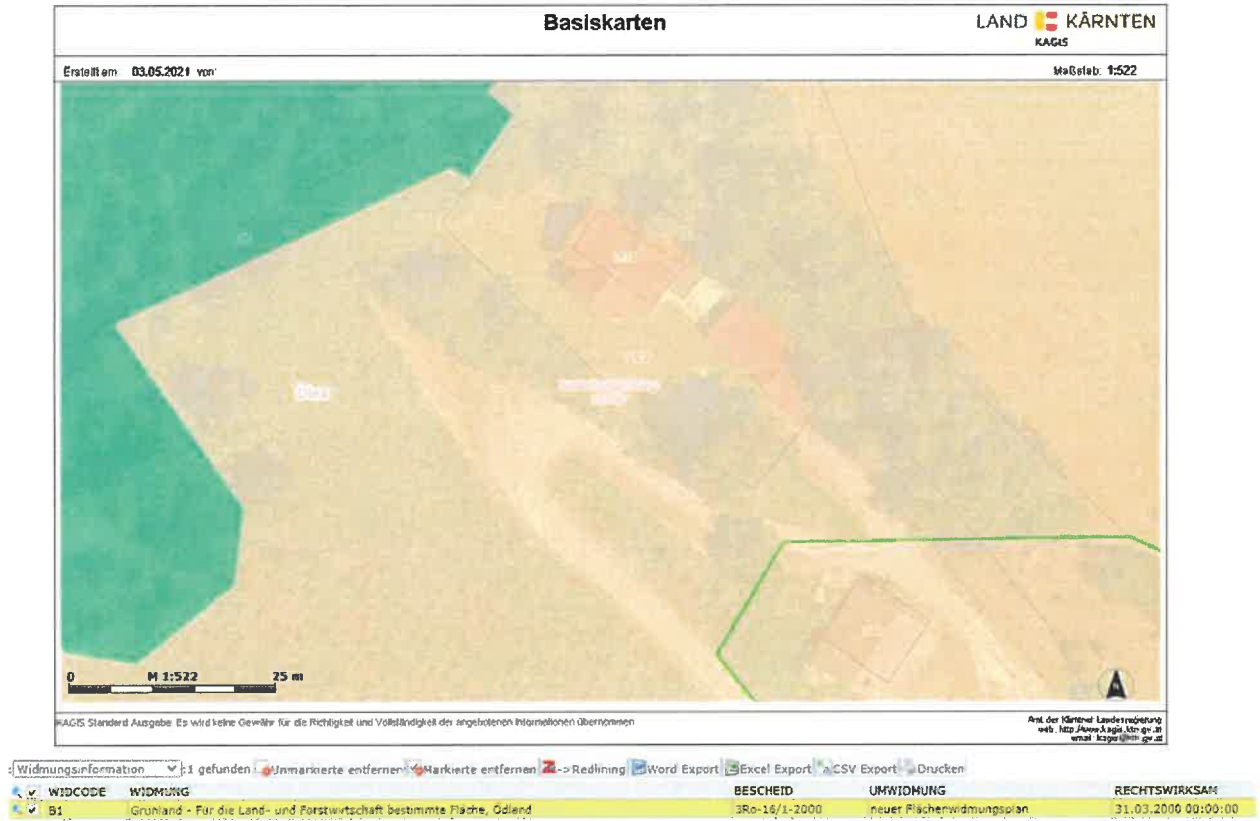 Basiskarten
LAND KÄRNTEN
KAGIS
Erstellt am 03.05.2021 von:
Maßstab: 1:522
0 M 1:522 25 m
KAGIS Standard Ausgabe. Es wird keine Gewähr für die Richtigkeit und Vollständigkeit der angebotenen Informationen übernommen
Amt der Kärntner Landesregierung
Widmungsinformation :1 gefunden Unmarkierte entfernen Markierte entfernen -> Redlining Word Export Excel Export CSV Export Drucken
WIDCODE WIDMUNG BESCHEID UMWIDMUNG RECHTSWIRKSAM
B1 Grünland - Für die Land- und Forstwirtschaft bestimmte Fläche, Ödland 3Ro-16/1-2000 neuer Flächenwidmungsplan 31.03.2000 00:00:00